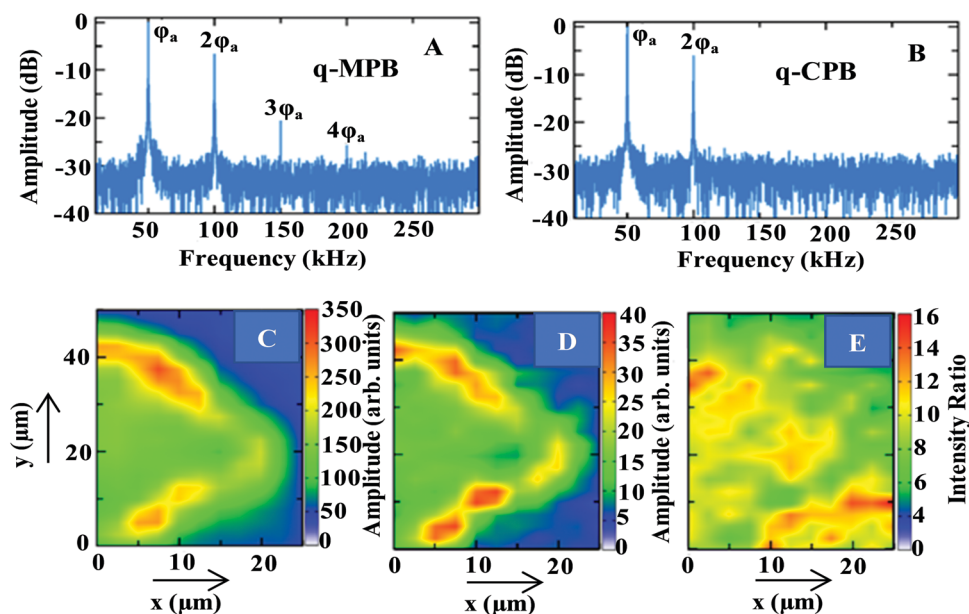 0
-10
-20
-30
-40
Amplitude (dB)
φa
2φa
3φa
4φa
A
q-MPB
50 100 150 200 250
Frequency (kHz)
0
-10
-20
-30
-40
Amplitude (dB)
φa
2φa
B
q-CPB
50 100 150 200 250
Frequency (kHz)
C
40
20
0
y (μm)
0 10 20
x (μm)
350
300
250
200
150
100
50
0
Amplitude (arb. units)
D
0 10 20
x (μm)
40
35
30
25
20
15
10
5
0
Amplitude (arb. units)
E
0 10 20
x (μm)
16
14
12
10
8
6
4
2
0
Intensity Ratio